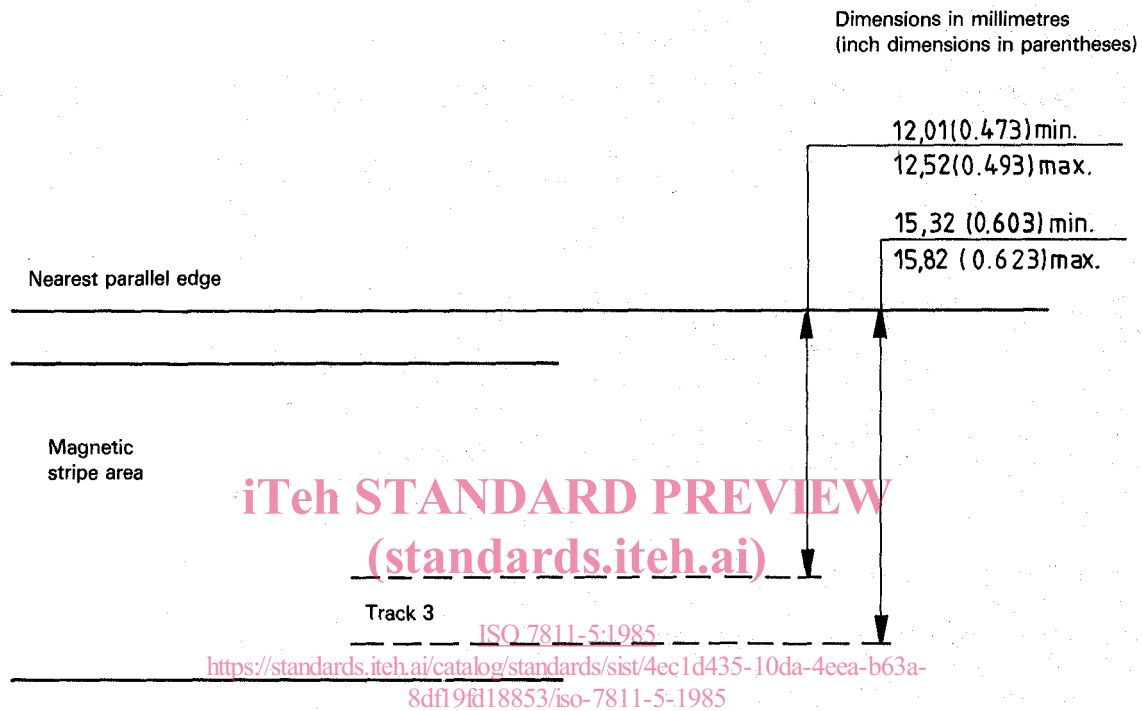 Dimensions in millimetres
(inch dimensions in parentheses)
12,01(0.473)min.
12,52(0.493)max.
15,32 (0.603) min.
15,82 (0.623)max.
Nearest parallel edge
Magnetic
stripe area
iTeh STANDARD PREVIEW
(standards.iteh.ai)
Track 3
ISO 7811-5:1985
https://standards.iteh.ai/catalog/standards/sist/4ec1d435-10da-4eea-b63a-
8df19fd18853/iso-7811-5-1985